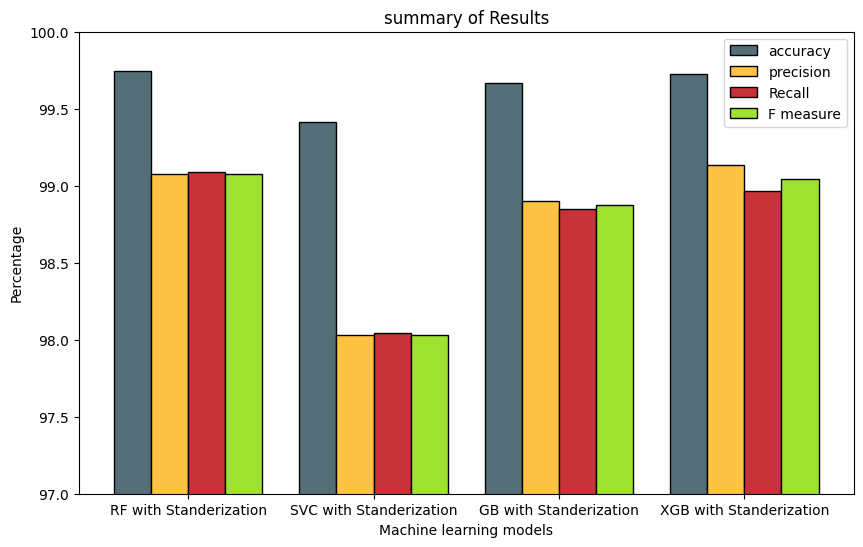 summary of Results
100.0
99.5
99.0
98.5
98.0
97.5
97.0
Percentage
accuracy
precision
Recall
F measure
RF with Standerization
SVC with Standerization
GB with Standerization
XGB with Standerization
Machine learning models